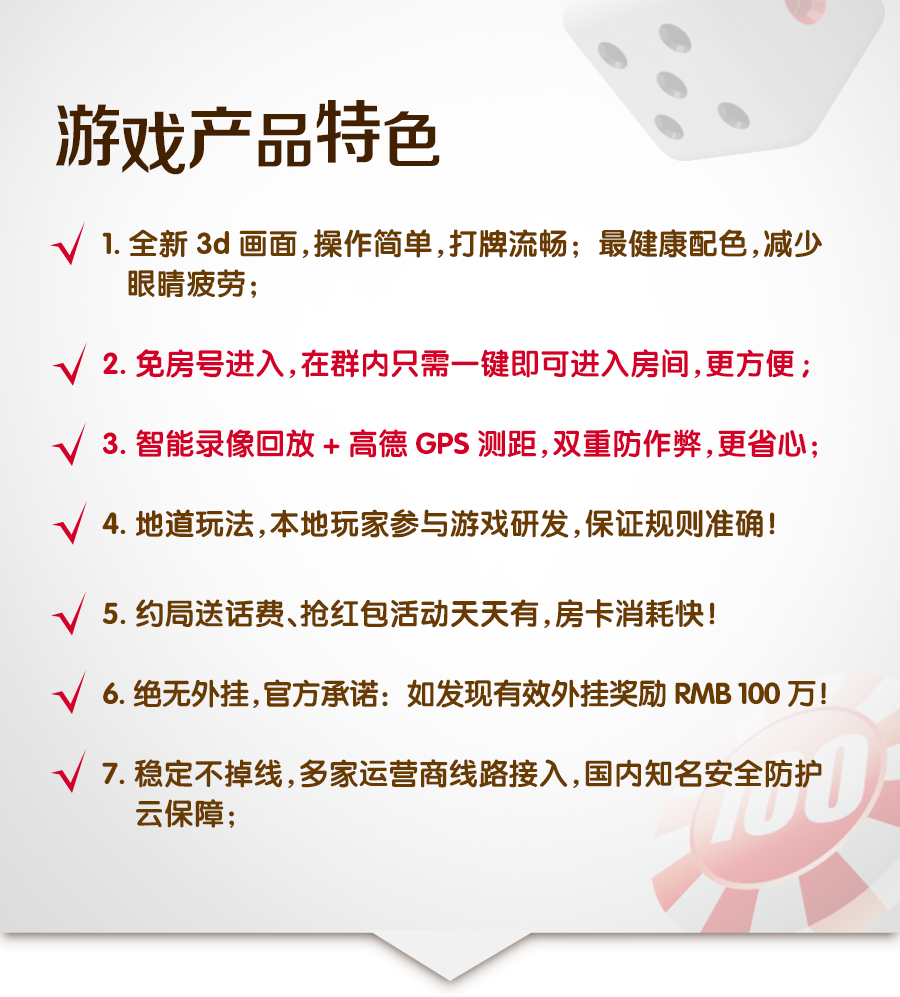 游戏产品特色
1. 全新 3d 画面,操作简单,打牌流畅；最健康配色,减少
眼睛疲劳；
2. 免房号进入,在群内只需一键即可进入房间,更方便；
3. 智能录像回放 + 高德 GPS 测距,双重防作弊,更省心；
4. 地道玩法,本地玩家参与游戏研发,保证规则准确！
5. 约局送话费、抢红包活动天天有,房卡消耗快！
6. 绝无外挂,官方承诺：如发现有效外挂奖励 RMB 100 万！
7. 稳定不掉线,多家运营商线路接入,国内知名安全防护
云保障；
100